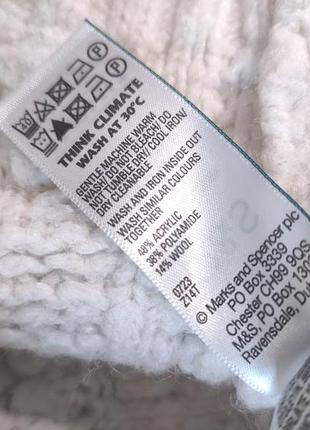 THINK CLIMATE
WASH AT 30°C
GENTLE MACHINE WARM
WASH/ DO NOT BLEACH/ DO
TUMBLE DRY/ COOL IRON/
DRY CLEANABLE
WASH AND IRON INSIDE OUT
WASH SIMILAR COLOURS
TOGETHER
48% ACRYLIC
38% POLYAMIDE
14% WOOL
0723
Z14T
© Marks and Spencer plc
PO Box 3339
Chester CH99 9QS
M&S, PO Box 130
Ravensdale,